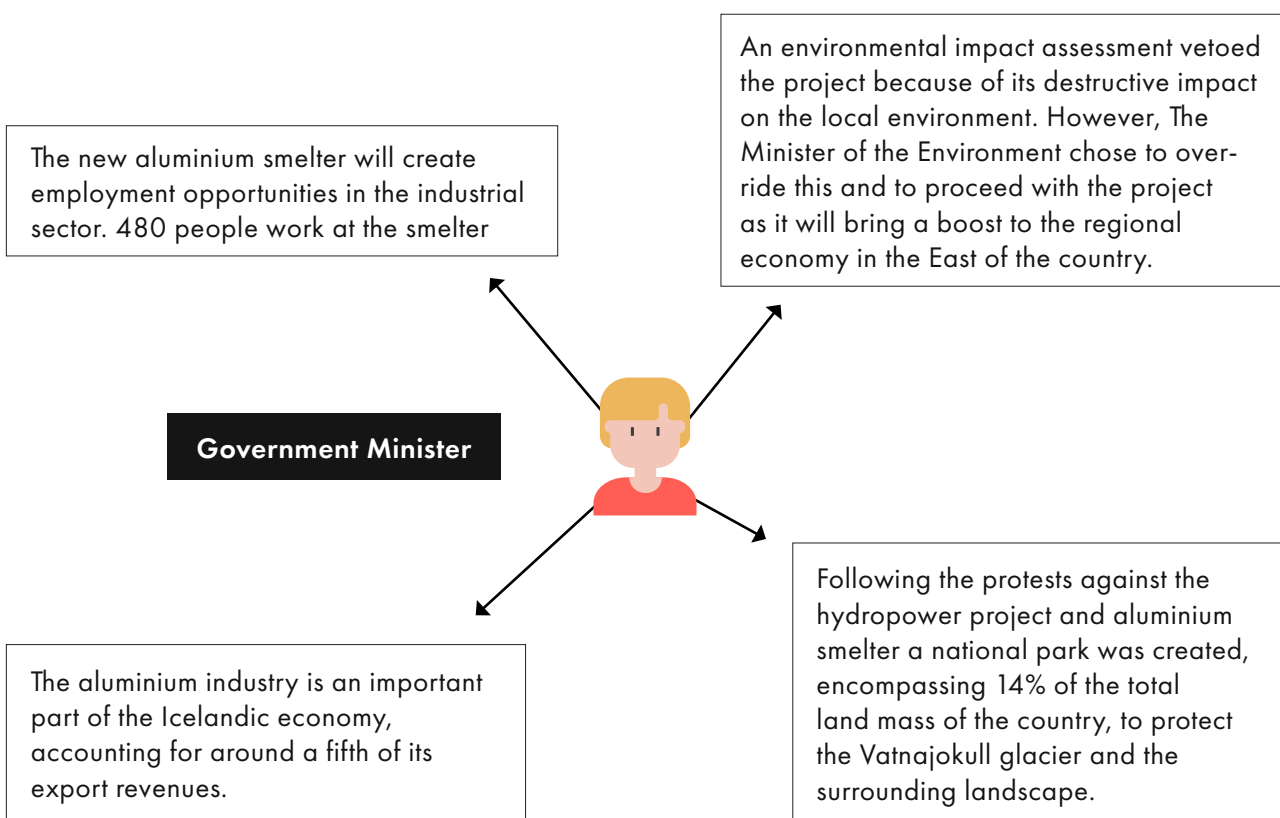 The new aluminium smelter will create
employment opportunities in the industrial
sector. 480 people work at the smelter
An environmental impact assessment vetoed
the project because of its destructive impact
on the local environment. However, The
Minister of the Environment chose to over-
ride this and to proceed with the project
as it will bring a boost to the regional
economy in the East of the country.
Government Minister
The aluminium industry is an important
part of the Icelandic economy,
accounting for around a fifth of its
export revenues.
Following the protests against the
hydropower project and aluminium
smelter a national park was created,
encompassing 14% of the total
land mass of the country, to protect
the Vatnajokull glacier and the
surrounding landscape.